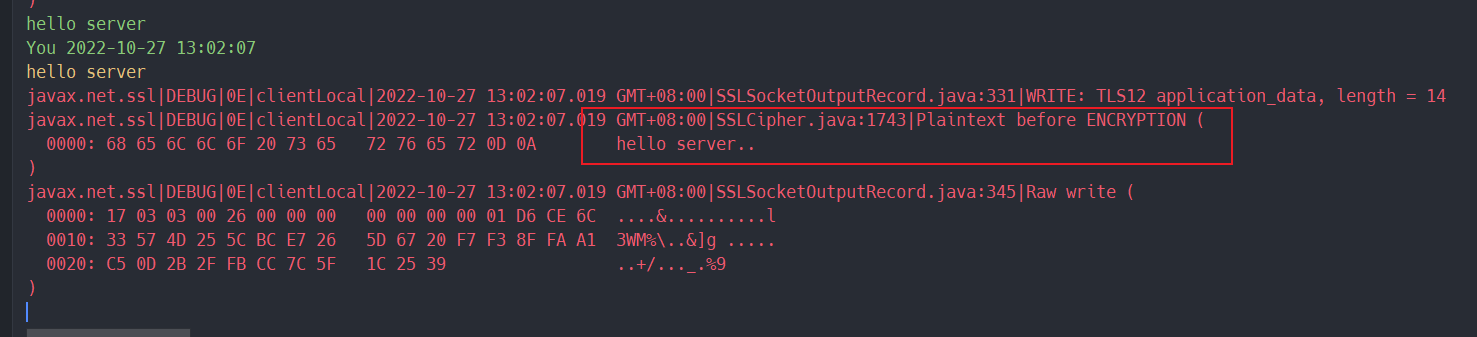 )
hello server
You 2022-10-27 13:02:07
hello server
javax.net.ssl|DEBUG|0E|clientLocal|2022-10-27 13:02:07.019 GMT+08:00|SSLSocketOutputRecord.java:331|WRITE: TLS12 application_data, length = 14
javax.net.ssl|DEBUG|0E|clientLocal|2022-10-27 13:02:07.019 GMT+08:00|SSLCipher.java:1743|Plaintext before ENCRYPTION (
  0000: 68 65 6C 6C 6F 20 73 65   72 76 65 72 0D 0A        hello server..
)
javax.net.ssl|DEBUG|0E|clientLocal|2022-10-27 13:02:07.019 GMT+08:00|SSLSocketOutputRecord.java:345|Raw write (
  0000: 17 03 03 00 26 00 00 00   00 00 00 00 01 D6 CE 6C  ....&..........l
  0010: 33 57 4D 25 5C BC E7 26   5D 67 20 F7 F3 8F FA A1  3WM%\..&]g .....
  0020: C5 0D 2B 2F FB CC 7C 5F   1C 25 39                 ..+/..._.%9
)